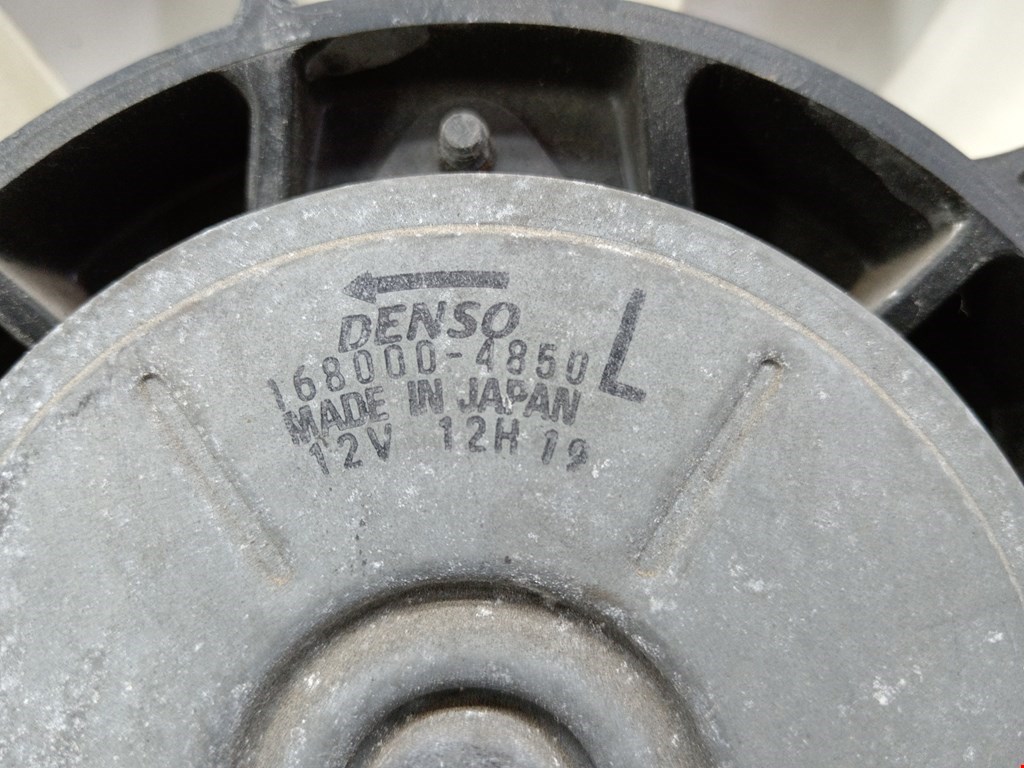 DENSO
168000-4850 L
MADE IN JAPAN
12V 12H 19